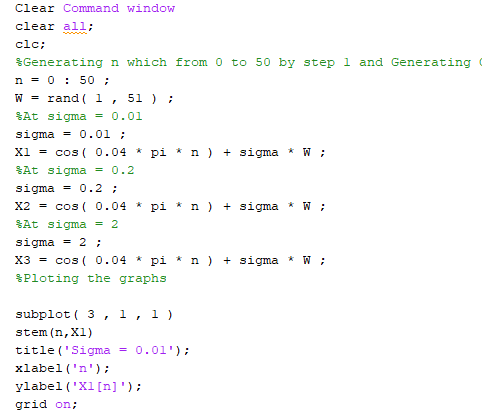 Clear Command window
clear all;
clc;
%Generating n which from 0 to 50 by step 1 and Generating
n = 0 : 50 ;
W = rand( 1 , 51 ) ;
%At sigma = 0.01
sigma = 0.01 ;
X1 = cos( 0.04 * pi * n ) + sigma * W ;
%At sigma = 0.2
sigma = 0.2 ;
X2 = cos( 0.04 * pi * n ) + sigma * W ;
%At sigma = 2
sigma = 2 ;
X3 = cos( 0.04 * pi * n ) + sigma * W ;
%Ploting the graphs
subplot( 3 , 1 , 1 )
stem(n,X1)
title('Sigma = 0.01');
xlabel('n');
ylabel('X1[n]');
grid on;